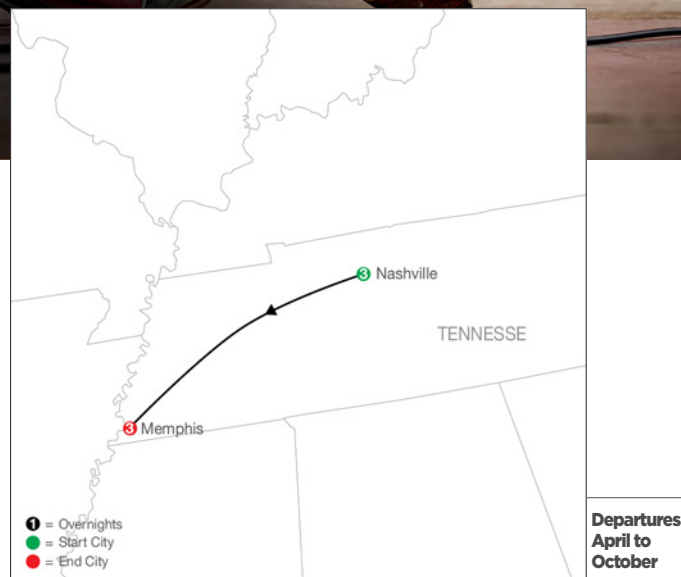 3 Nashville
TENNESSE
3 Memphis
1 = Overnights
= Start City
= End City
Departures
April to
October